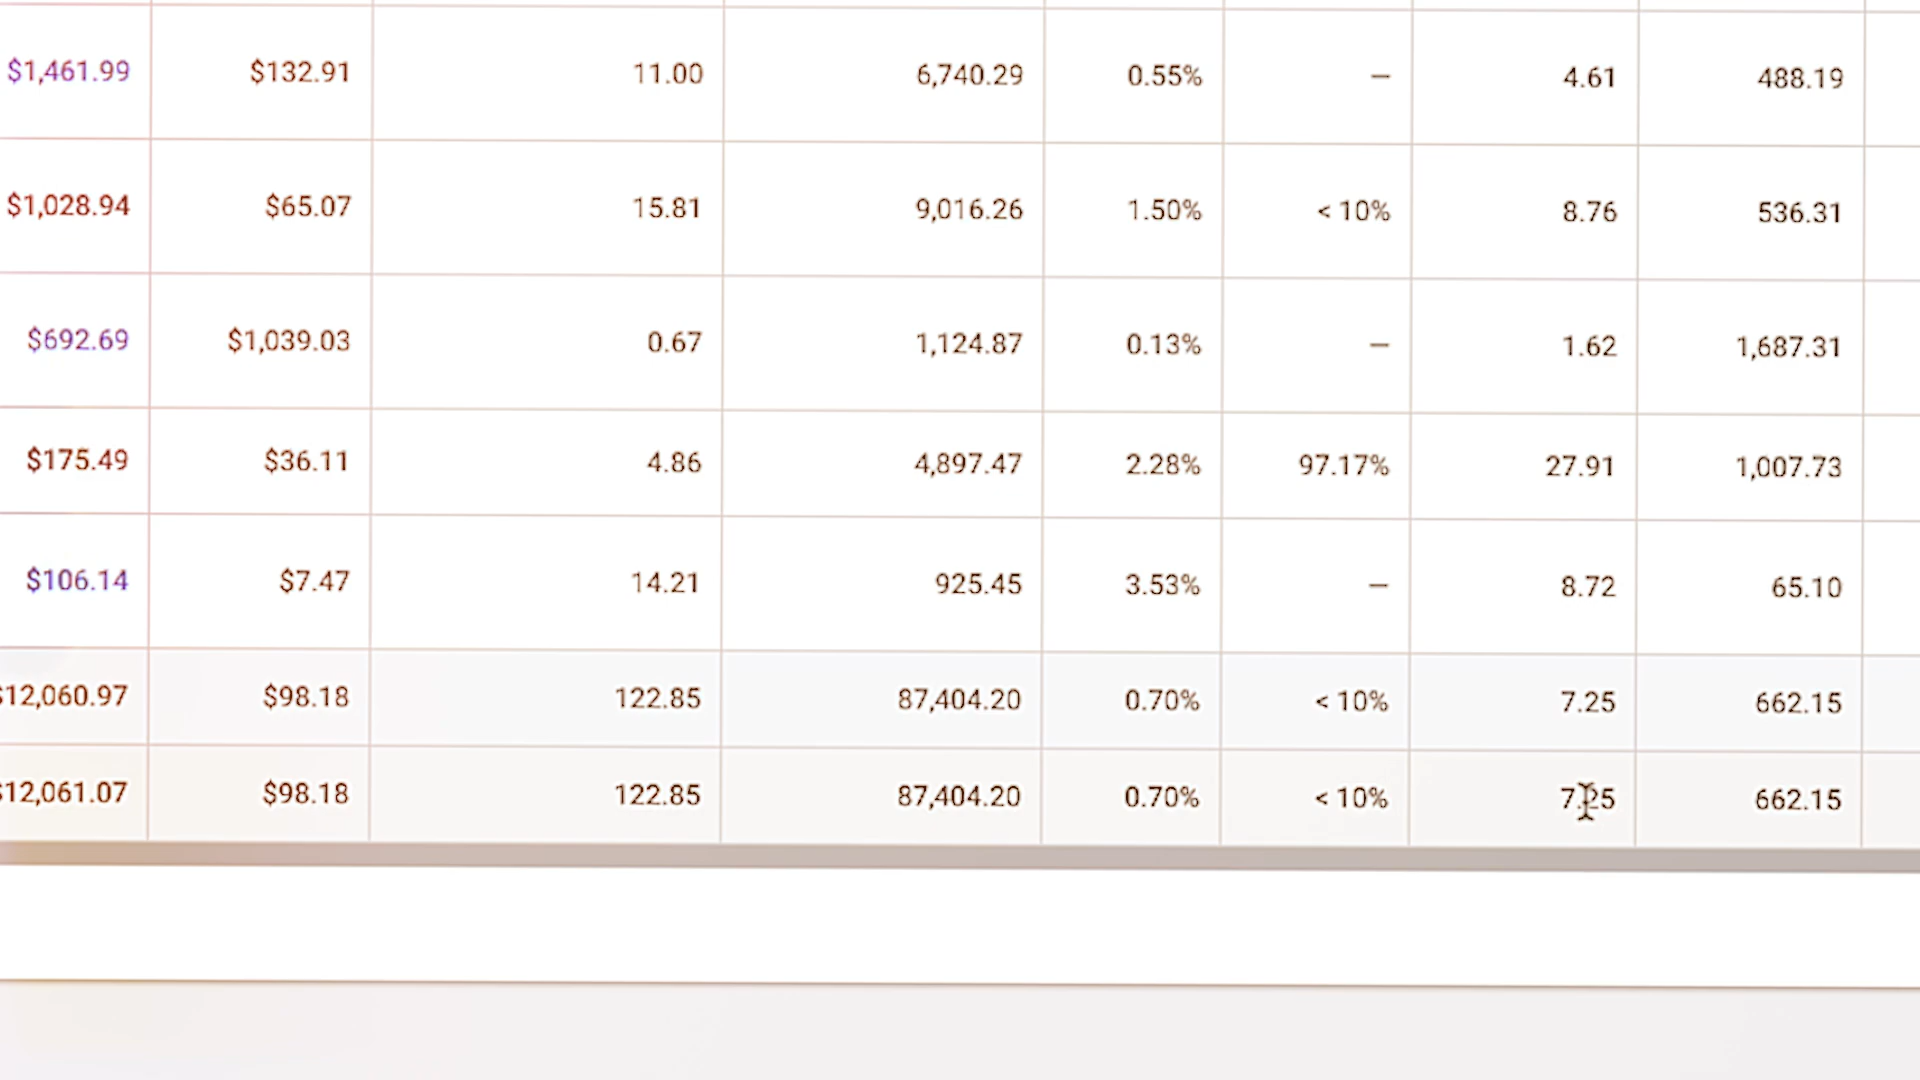 $1,461.99 $132.91 11.00 6,740.29 0.55% — 4.61 488.19
$1,028.94 $65.07 15.81 9,016.26 1.50% < 10% 8.76 536.31
$692.69 $1,039.03 0.67 1,124.87 0.13% — 1.62 1,687.31
$175.49 $36.11 4.86 4,897.47 2.28% 97.17% 27.91 1,007.73
$106.14 $7.47 14.21 925.45 3.53% — 8.72 65.10
$12,060.97 $98.18 122.85 87,404.20 0.70% < 10% 7.25 662.15
$12,061.07 $98.18 122.85 87,404.20 0.70% < 10% 7.25 662.15